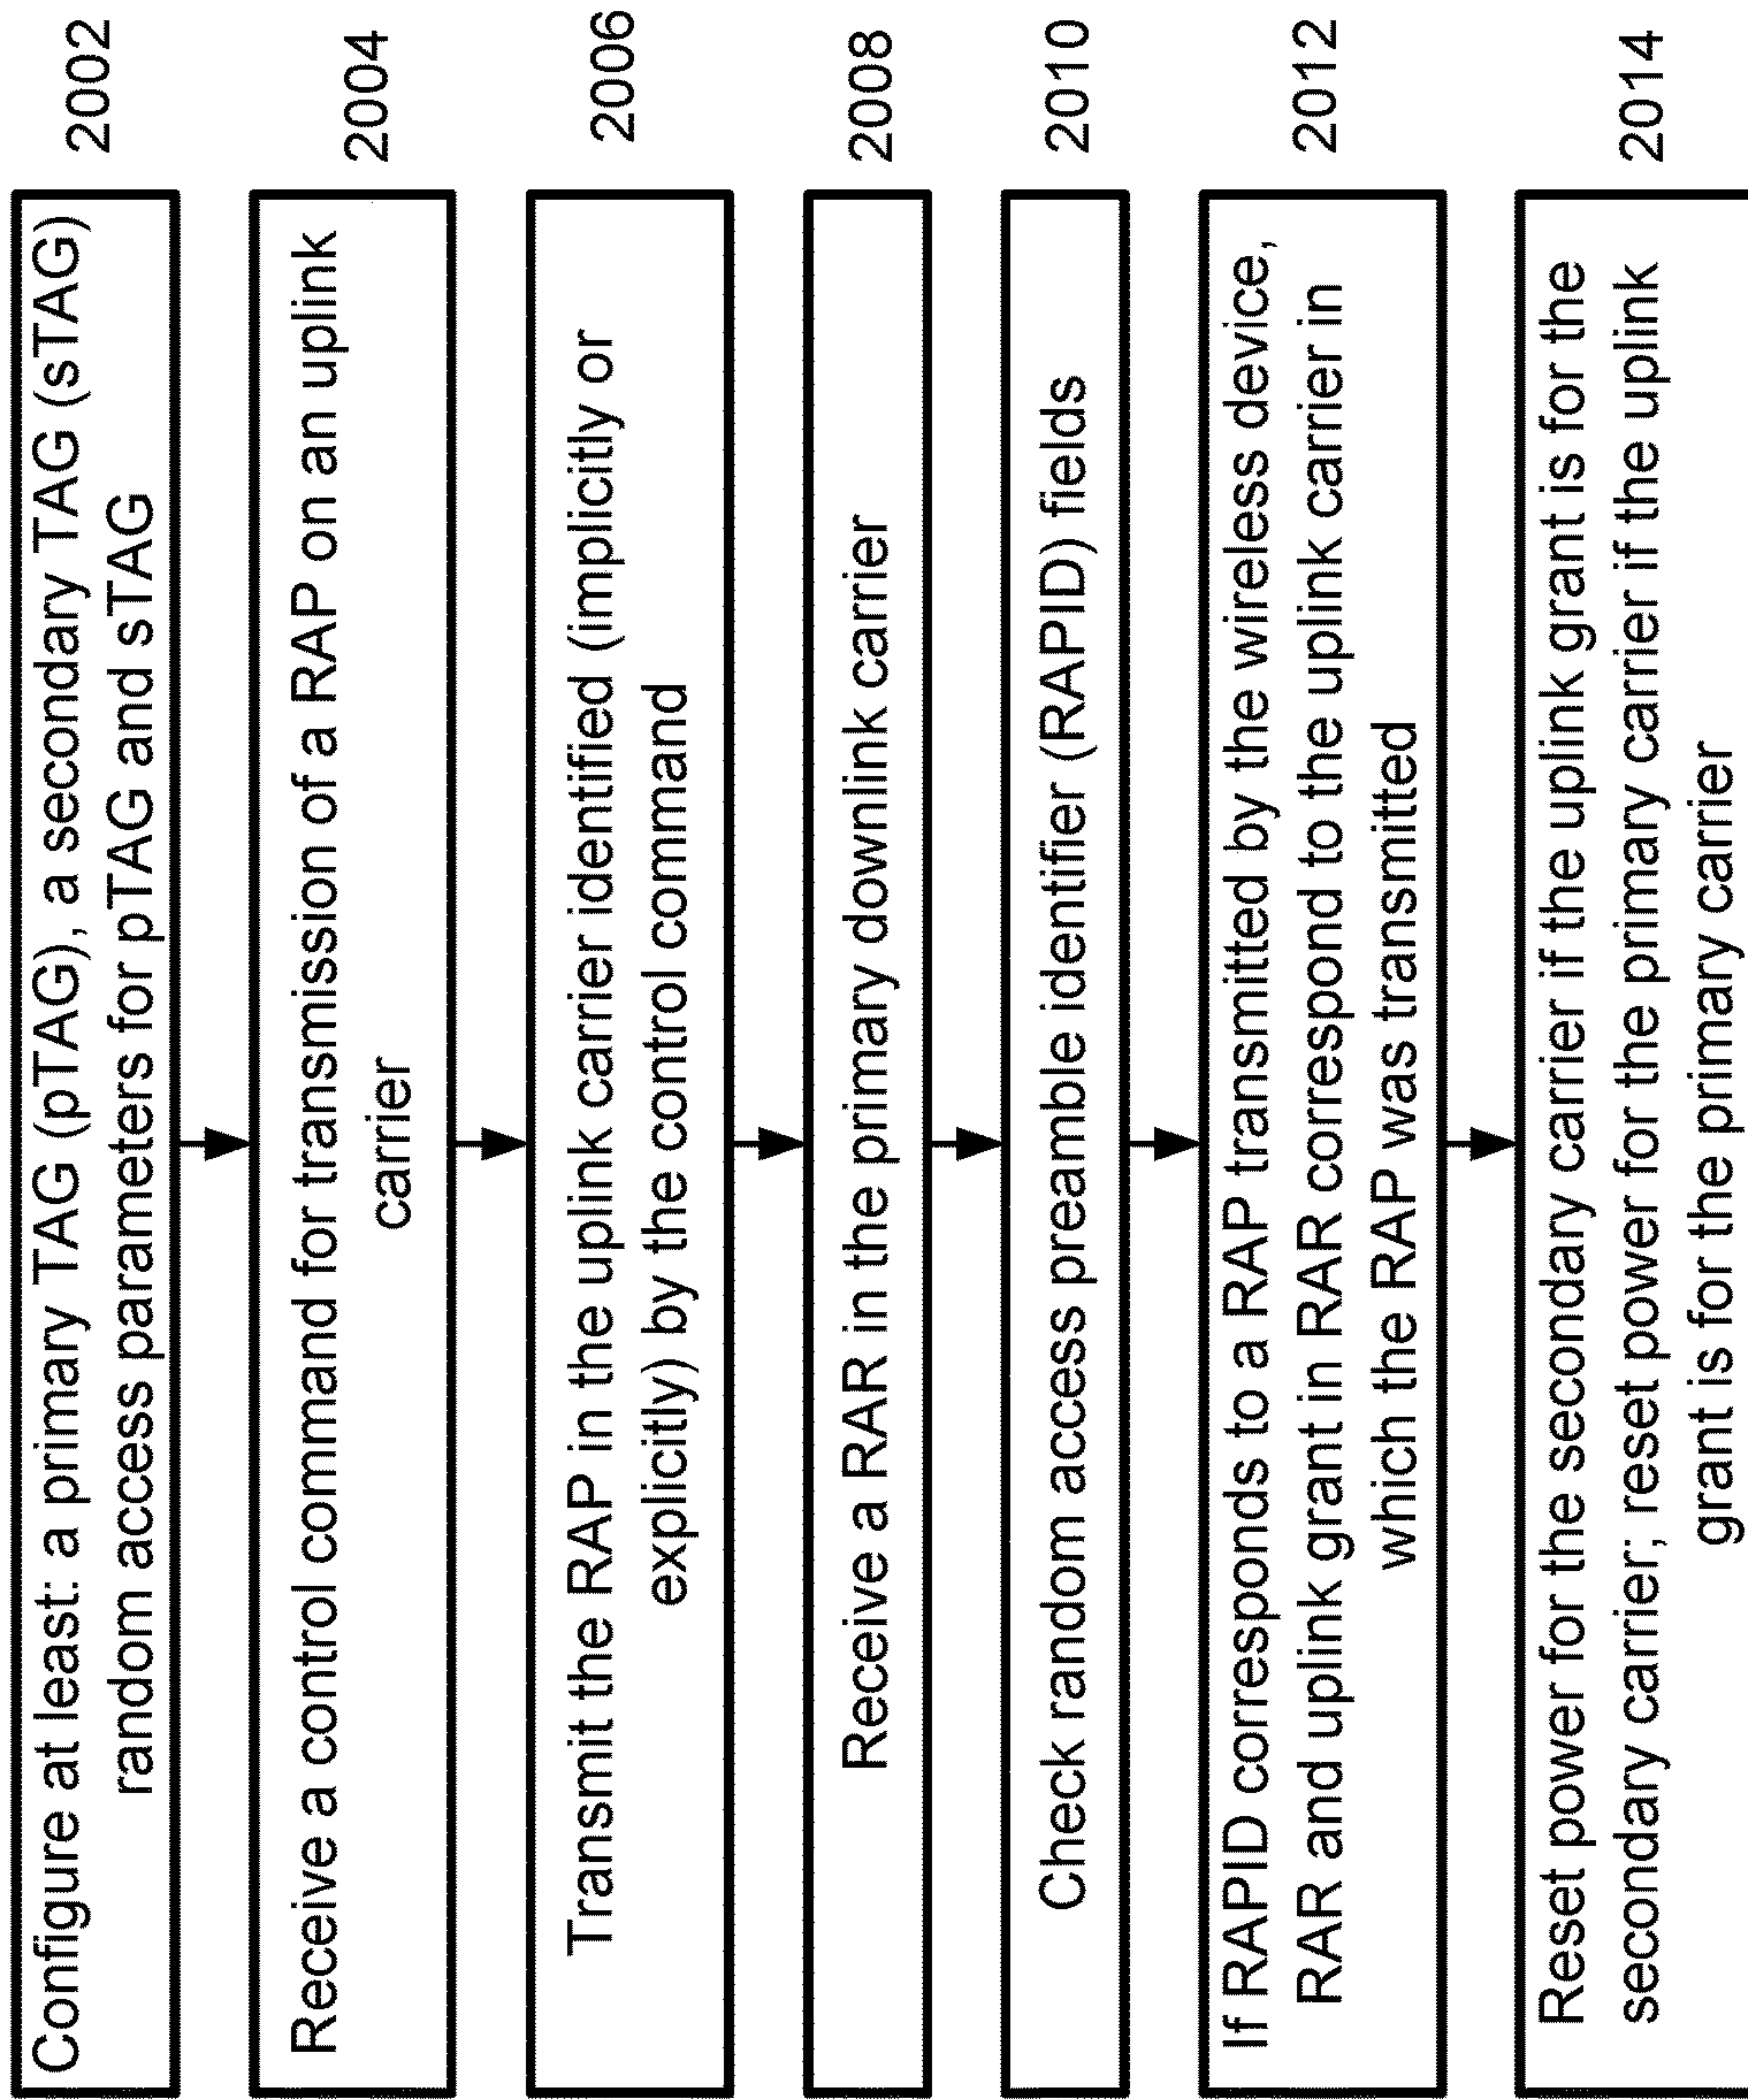 Configure at least: a primary TAG (pTAG), a secondary TAG (sTAG)
random access parameters for pTAG and sTAG
2002
Receive a control command for transmission of a RAP on an uplink
carrier
2004
Transmit the RAP in the uplink carrier identified (implicitly or
explicitly) by the control command
2006
Receive a RAR in the primary downlink carrier
2008
Check random access preamble identifier (RAPID) fields
2010
If RAPID corresponds to a RAP transmitted by the wireless device,
RAR and uplink grant in RAR correspond to the uplink carrier in
which the RAP was transmitted
2012
Reset power for the secondary carrier if the uplink grant is for the
secondary carrier; reset power for the primary carrier if the uplink
grant is for the primary carrier
2014